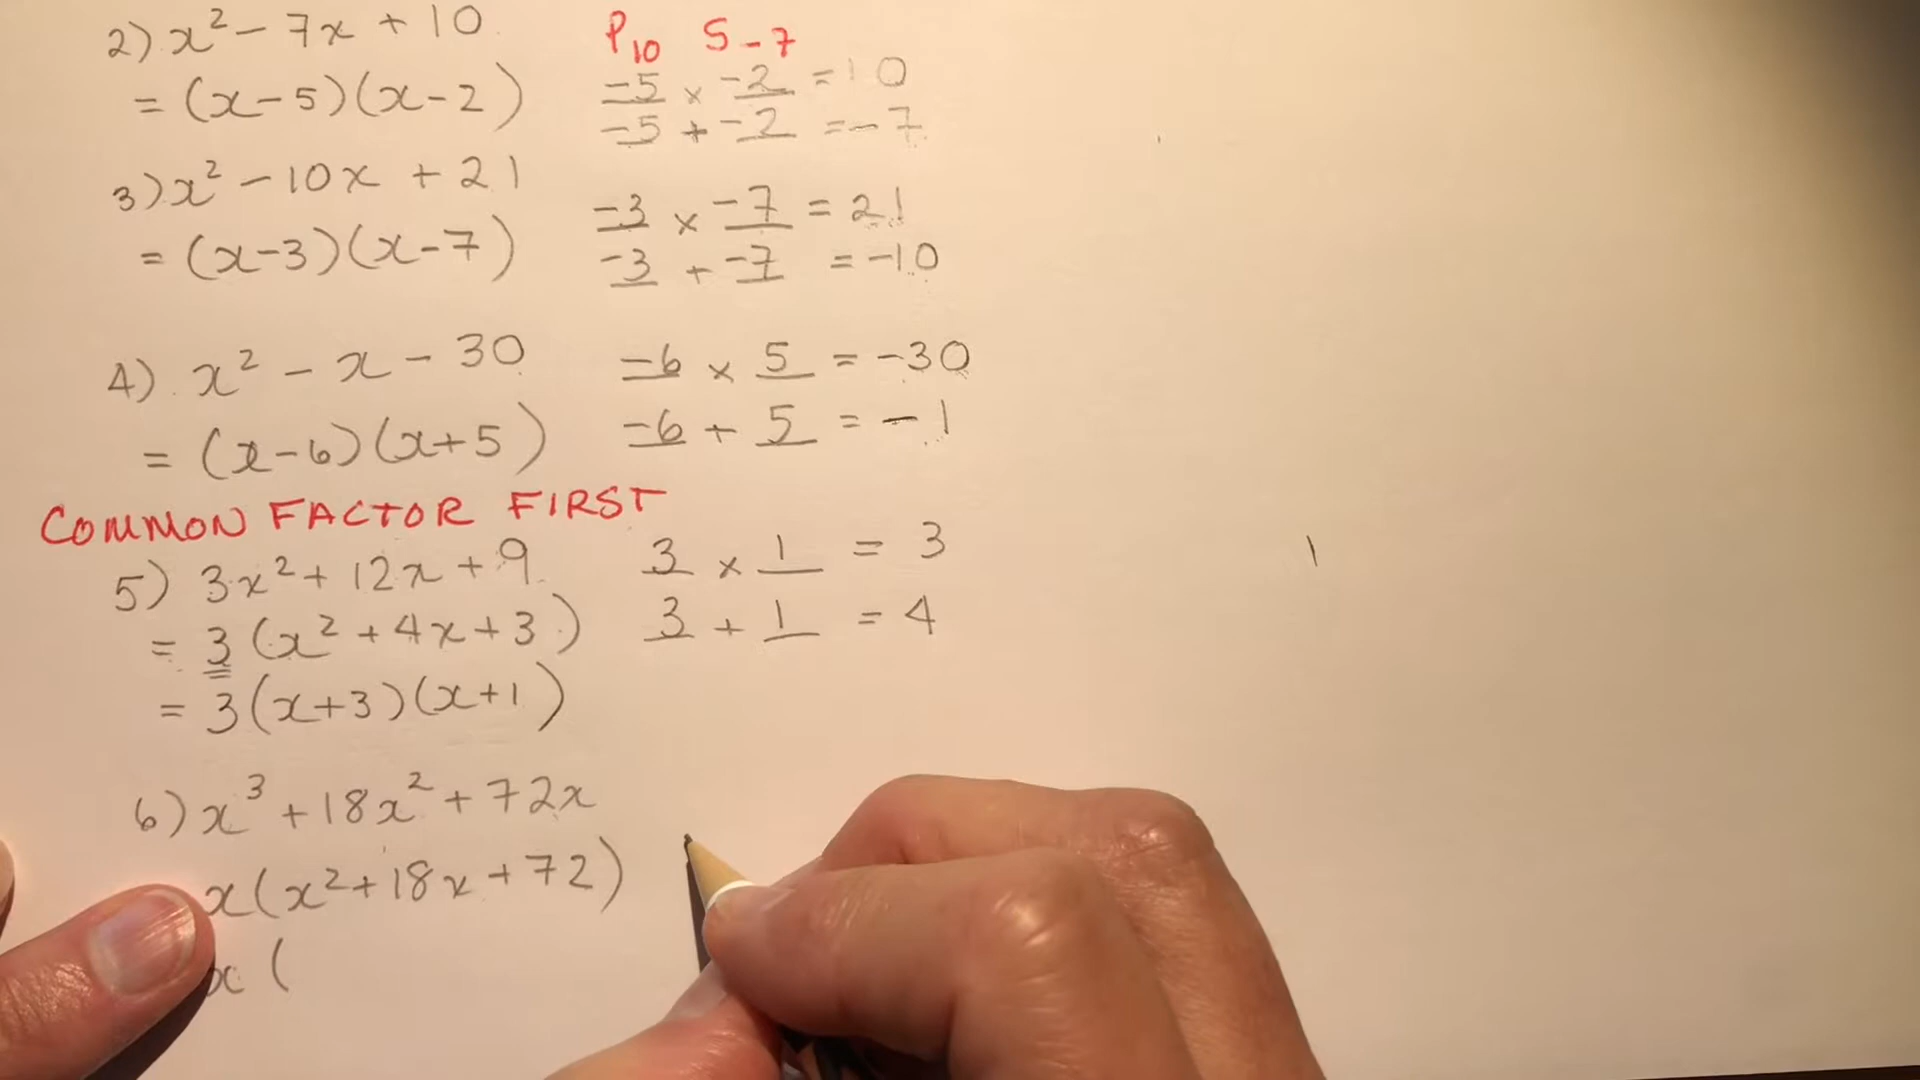 2) x² - 7x + 10 P₁₀ S₋₇
= (x-5)(x-2) -5 × -2 = 10
-5 + -2 = -7
3) x² - 10x + 21
= (x-3)(x-7) -3 × -7 = 21
-3 + -7 = -10
4) x² - x - 30 -6 × 5 = -30
= (x-6)(x+5) -6 + 5 = -1
COMMON FACTOR FIRST
5) 3x² + 12x + 9 3 × 1 = 3
= 3(x² + 4x + 3) 3 + 1 = 4
= 3(x+3)(x+1)
6) x³ + 18x² + 72x
x(x² + 18x + 72)
x (